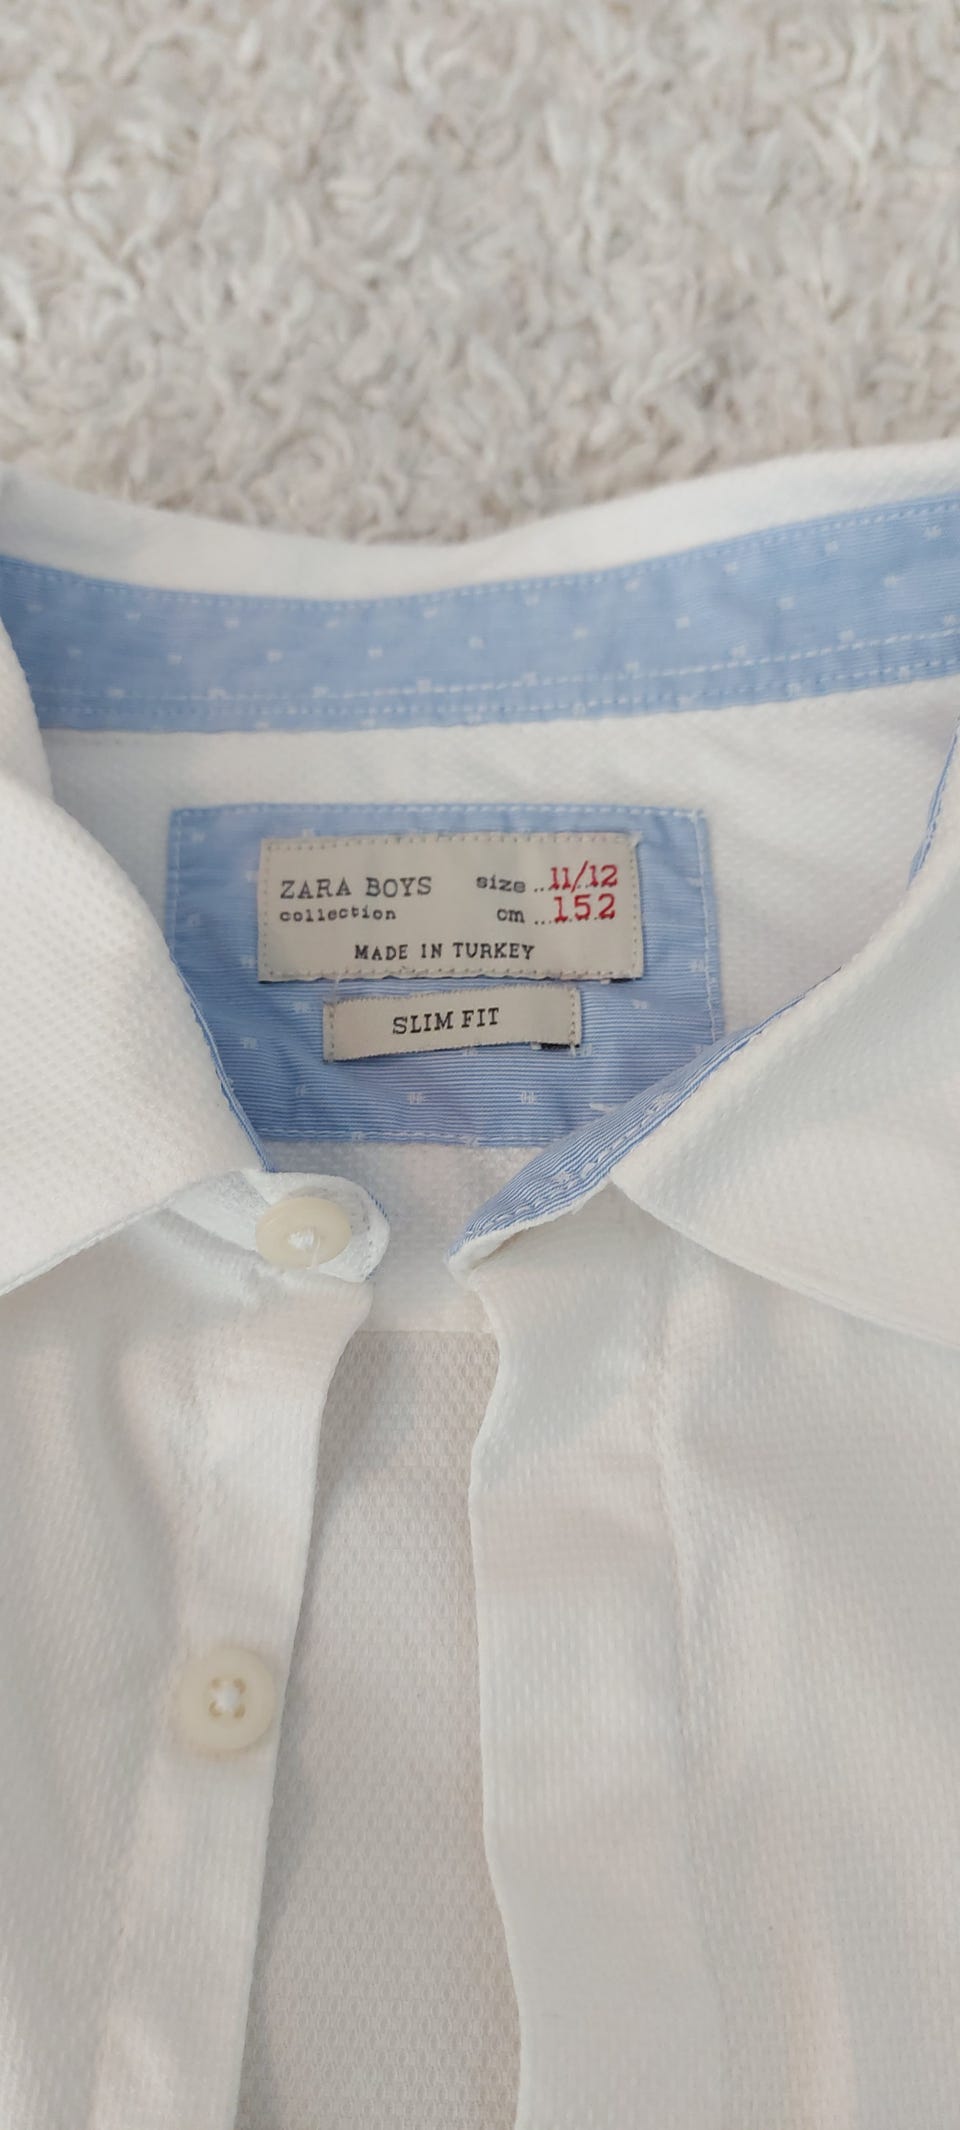 ZARA BOYS size ..11/12
collection cm ...152
MADE IN TURKEY
SLIM FIT